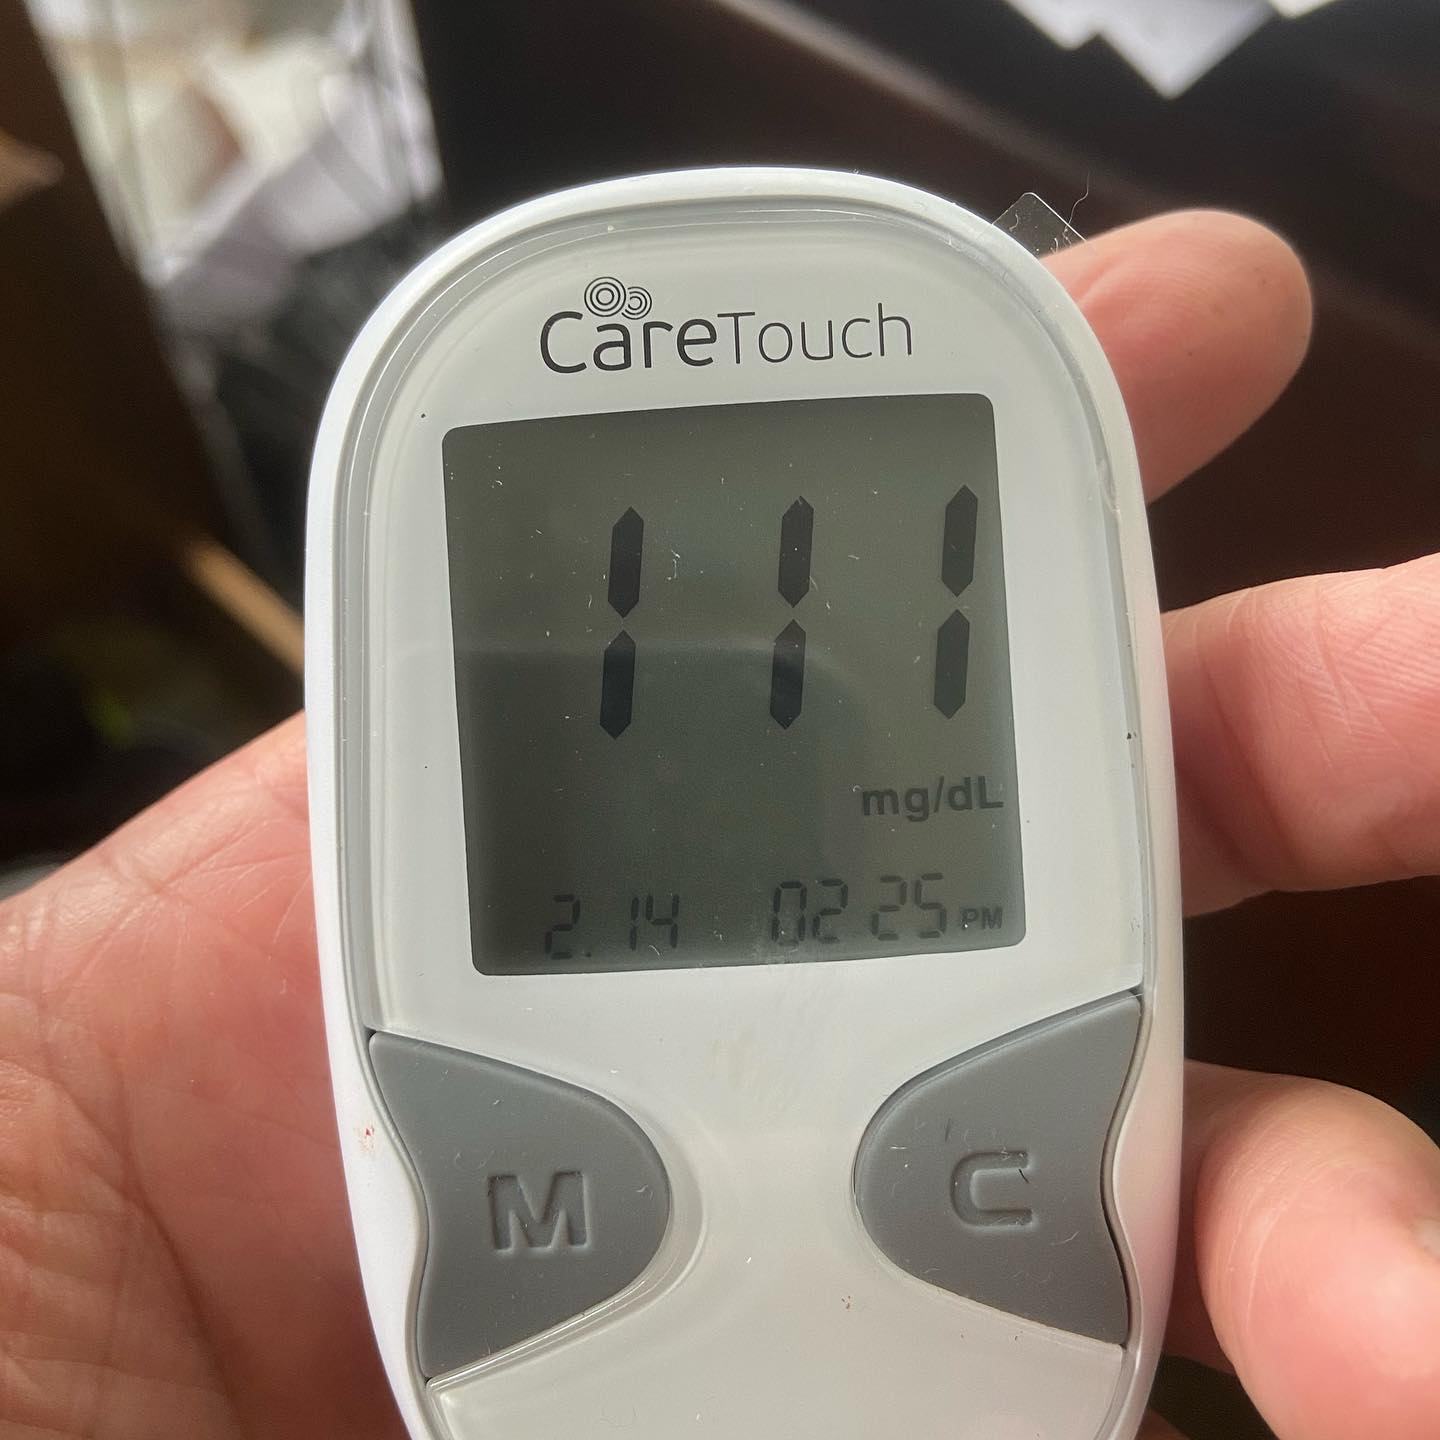 CareTouch
111
mg/dL
2.14 02 25 PM
M C